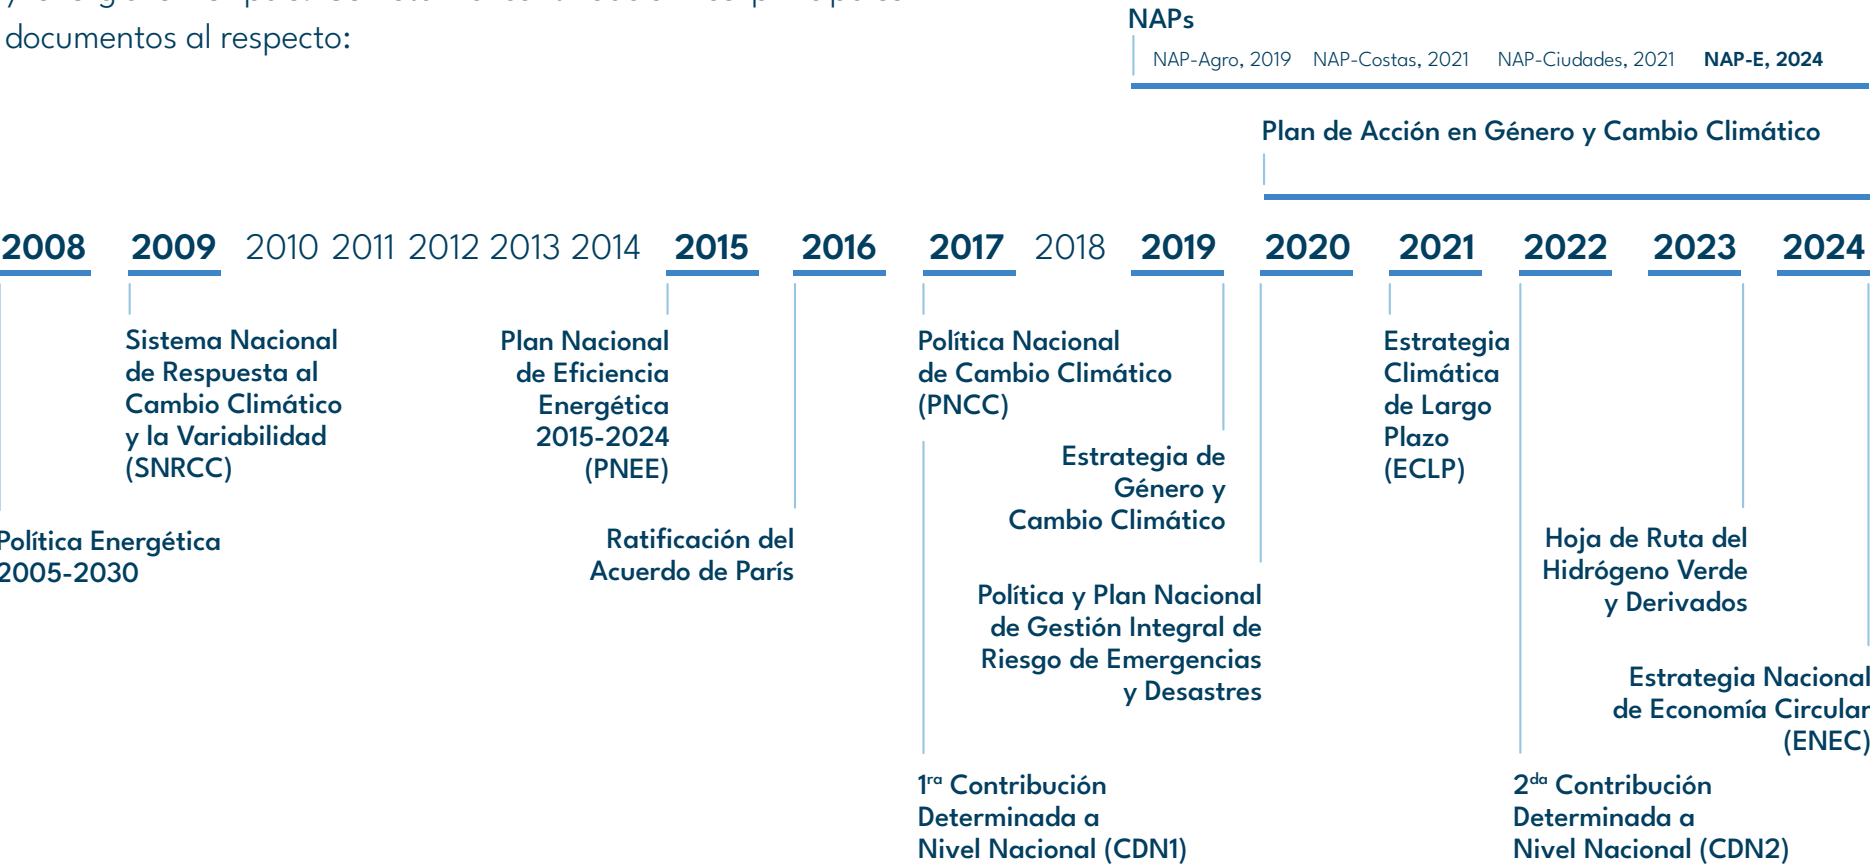 documentos al respecto:
NAPs
NAP-Agro, 2019 NAP-Costas, 2021 NAP-Ciudades, 2021 NAP-E, 2024
Plan de Acción en Género y Cambio Climático
2008 2009 2010 2011 2012 2013 2014 2015 2016 2017 2018 2019 2020 2021 2022 2023 2024
Sistema Nacional
de Respuesta al
Cambio Climático
y la Variabilidad
(SNRCC)
Plan Nacional
de Eficiencia
Energética
2015-2024
(PNEE)
Política Nacional
de Cambio Climático
(PNCC)
Estrategia de
Género y
Cambio Climático
Estrategia
Climática
de Largo
Plazo
(ECLP)
Política Energética
2005-2030
Ratificación del
Acuerdo de París
Política y Plan Nacional
de Gestión Integral de
Riesgo de Emergencias
y Desastres
Hoja de Ruta del
Hidrógeno Verde
y Derivados
Estrategia Nacional
de Economía Circular
(ENEC)
1ra Contribución
Determinada a
Nivel Nacional (CDN1)
2da Contribución
Determinada a
Nivel Nacional (CDN2)